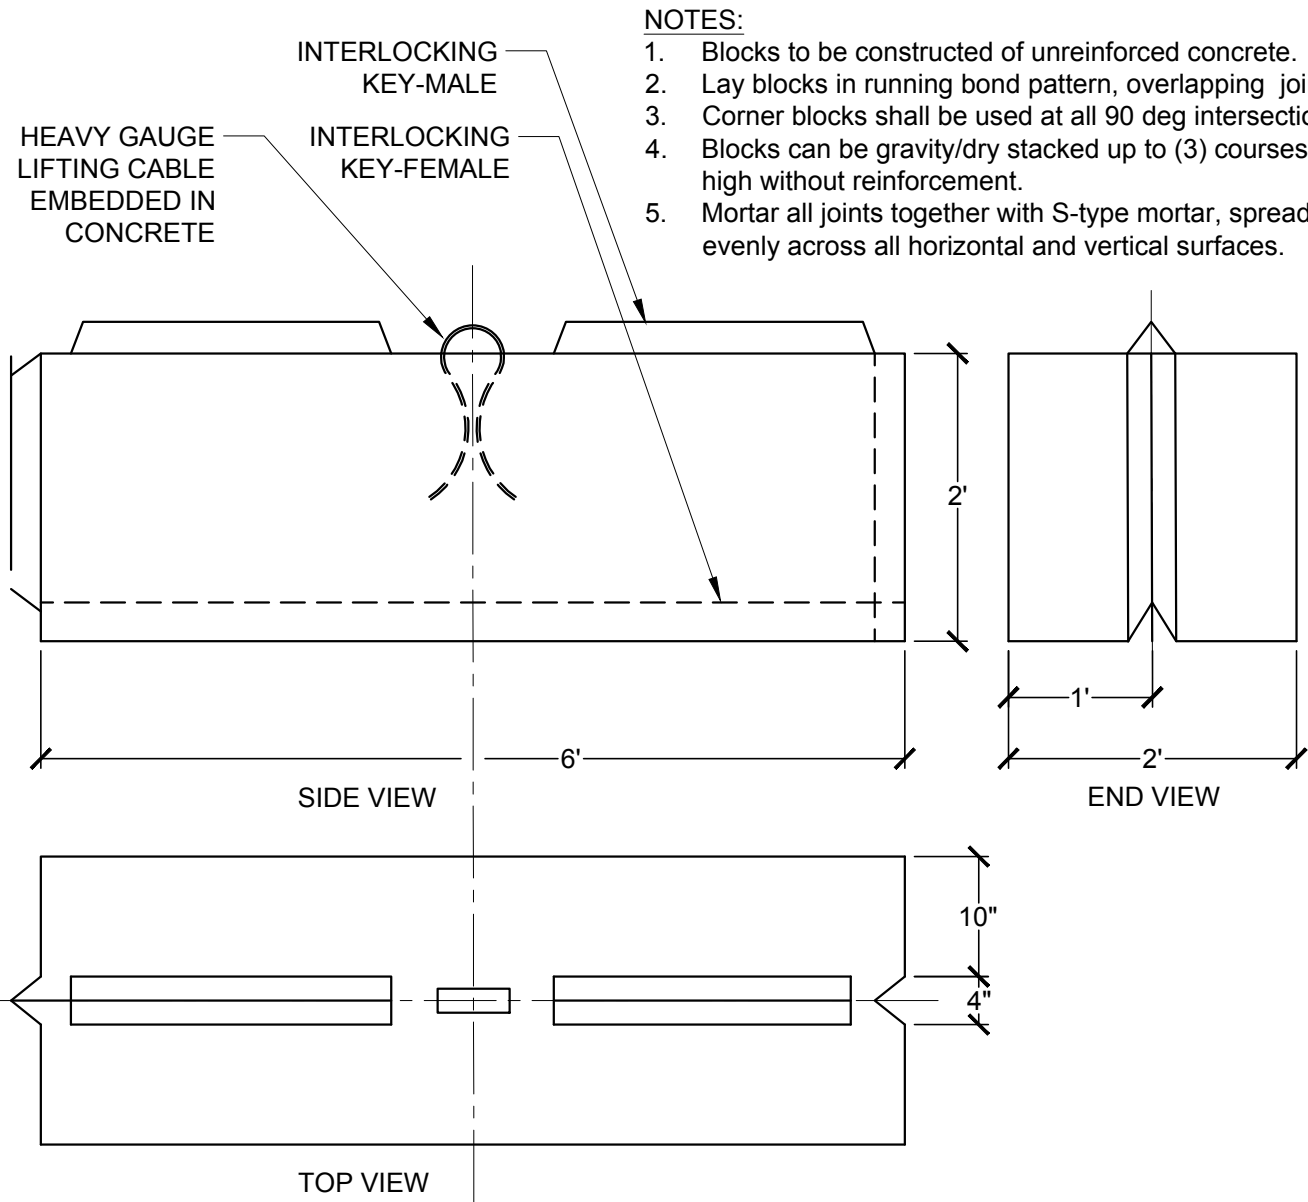 NOTES:
1. Blocks to be constructed of unreinforced concrete.
2. Lay blocks in running bond pattern, overlapping
3. Corner blocks shall be used at all 90 deg
4. Blocks can be gravity/dry stacked up to (3) courses
high without reinforcement.
5. Mortar all joints together with S-type mortar, spread
evenly across all horizontal and vertical surfaces.
INTERLOCKING
KEY-MALE
HEAVY GAUGE
LIFTING CABLE
EMBEDDED IN
CONCRETE
INTERLOCKING
KEY-FEMALE
2'
1'
6'
2'
SIDE VIEW
END VIEW
10"
4"
TOP VIEW